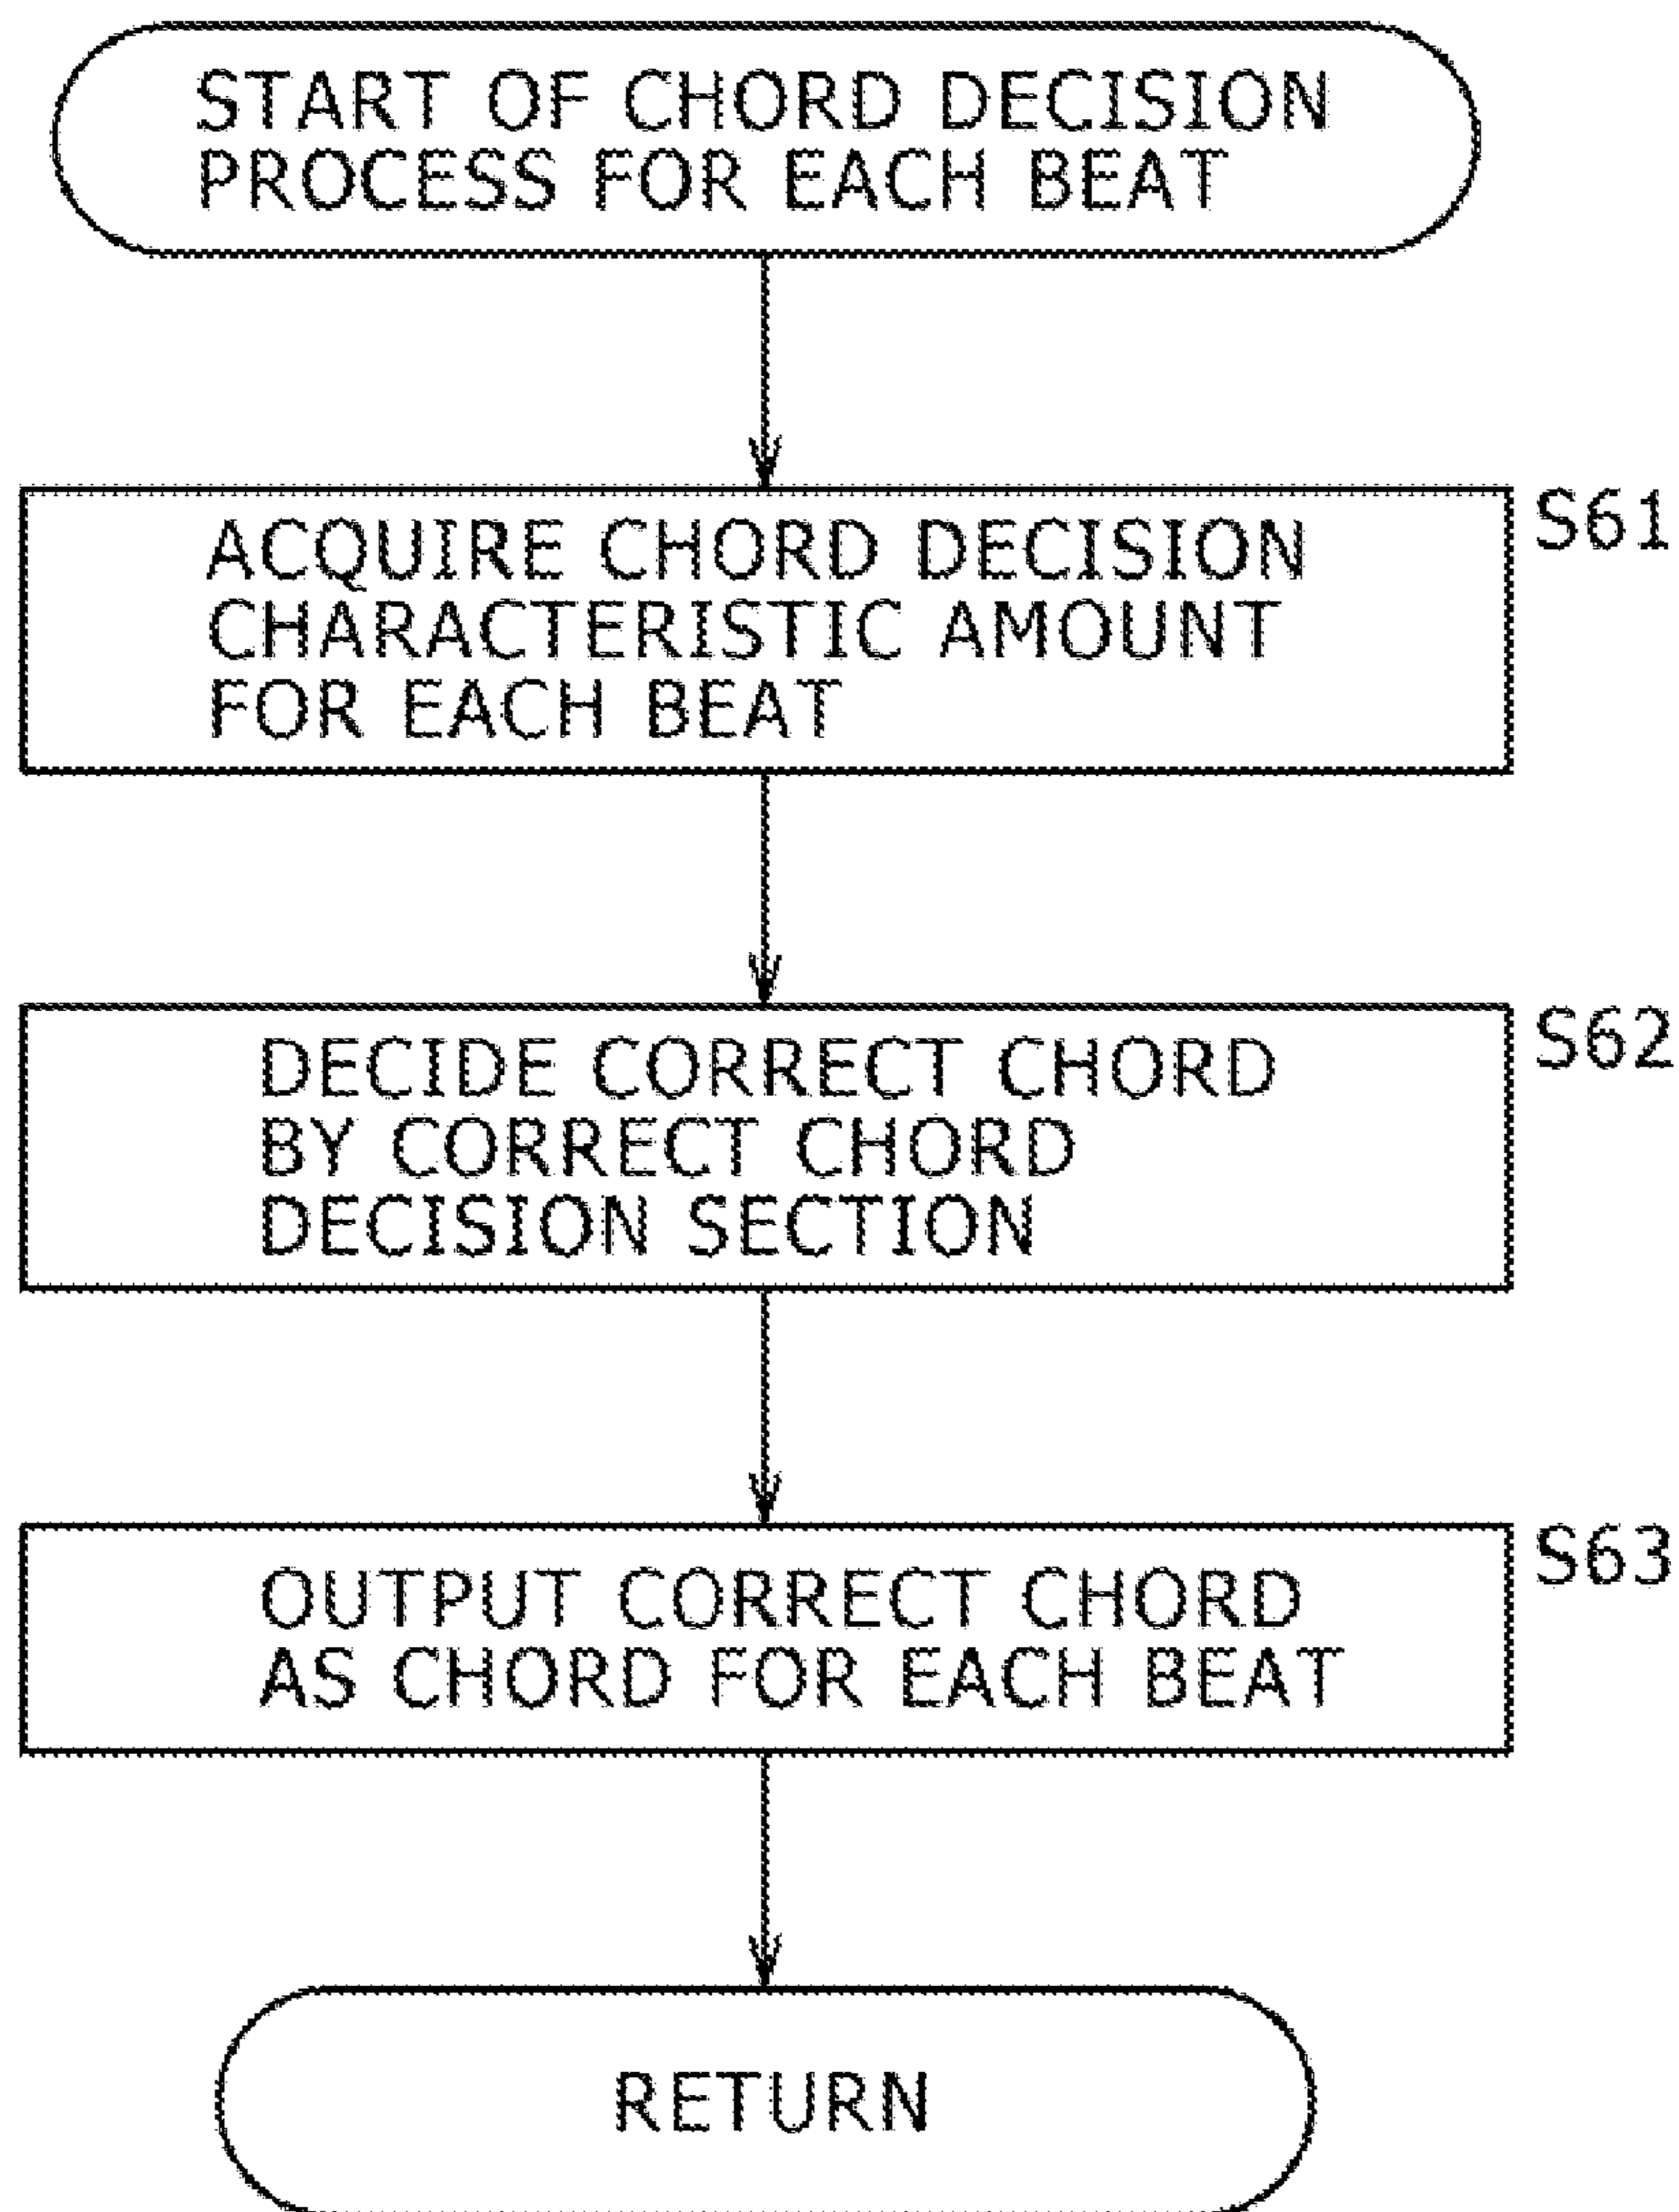 START OF CHORD DECISION
PROCESS FOR EACH BEAT
ACQUIRE CHORD DECISION
CHARACTERISTIC AMOUNT
FOR EACH BEAT
S61
DECIDE CORRECT CHORD
BY CORRECT CHORD
DECISION SECTION
S62
OUTPUT CORRECT CHORD
AS CHORD FOR EACH BEAT
S63
RETURN